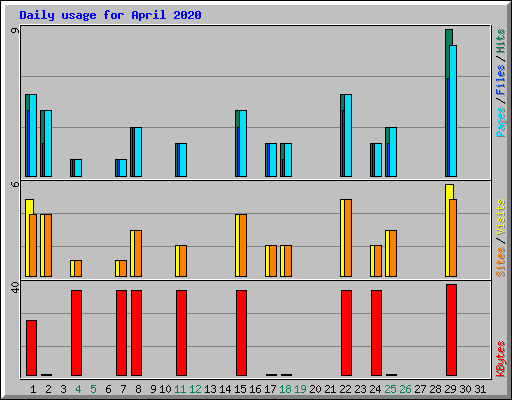 Daily usage for April 2020
9
Pages / Files / Hits
6
Sites / Visits
40
KBytes
1 2 3 4 5 6 7 8 9 10 11 12 13 14 15 16 17 18 19 20 21 22 23 24 25 26 27 28 29 30 31